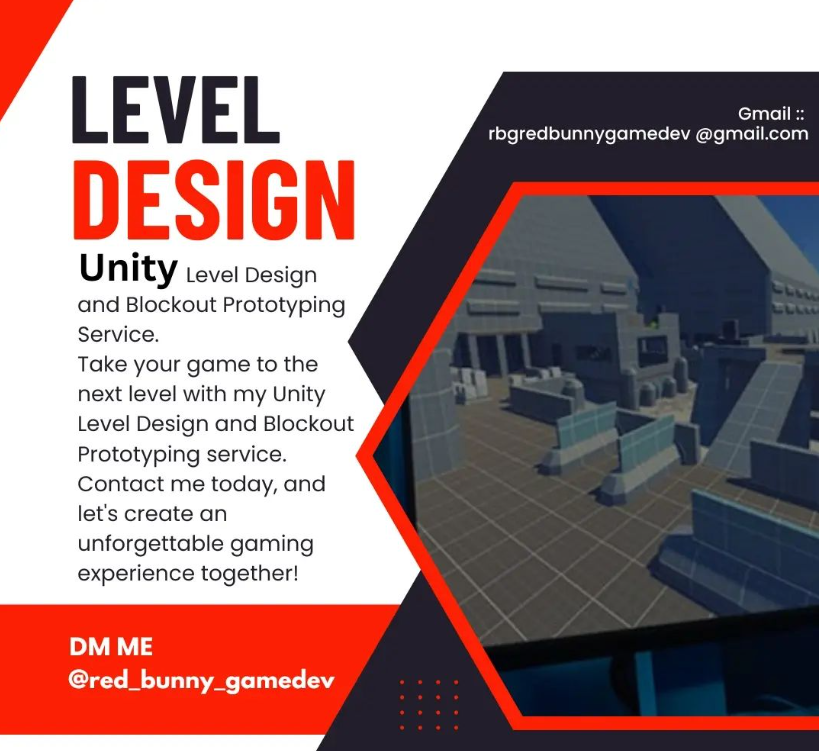 LEVEL
DESIGN
Unity Level Design
and Blockout Prototyping
Service.
Take your game to the
next level with my Unity
Level Design and Blockout
Prototyping service.
Contact me today, and
let's create an
unforgettable gaming
experience together!
DM ME
@red_bunny_gamedev
Gmail ::
rbgredbunnygamedev @gmail.com